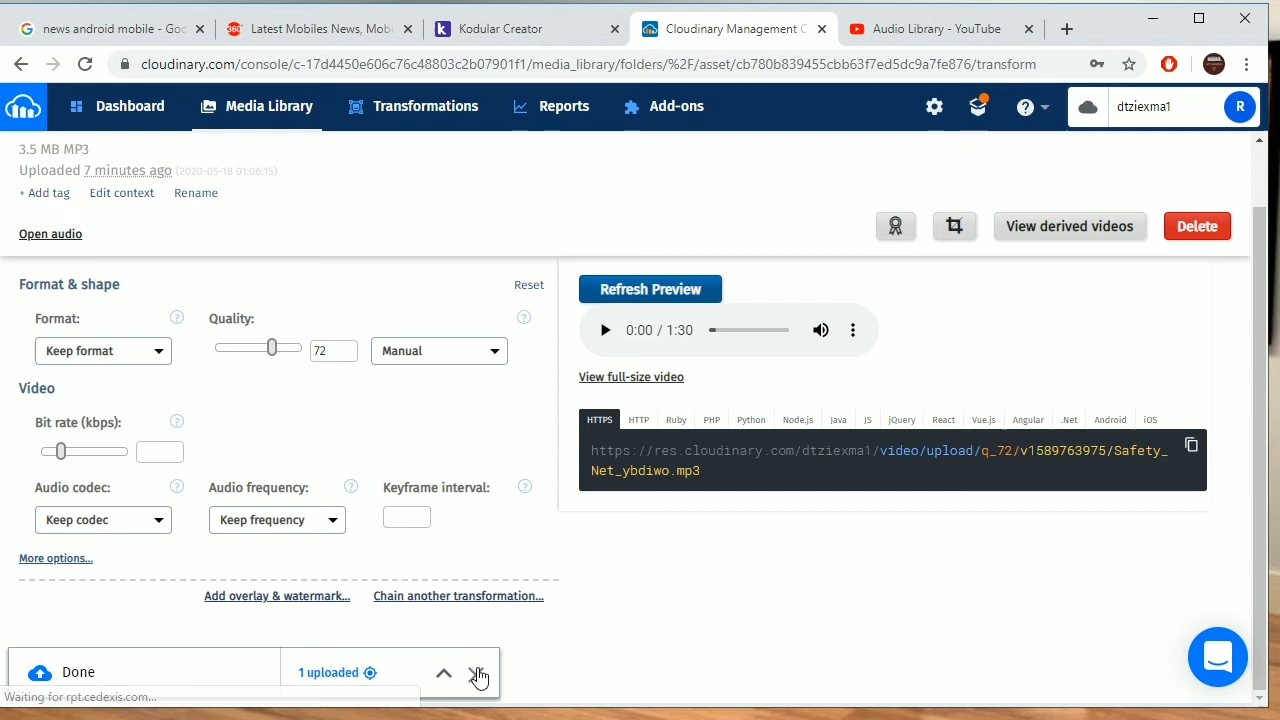 news android mobile - Goo
Latest Mobiles News, Mobi
Kodular Creator
Cloudinary Management C
Audio Library - YouTube
cloudinary.com/console/c-17d4450e606c76c48803c2b07900f1/media_library/folders/%2F/asset/cb780b839455cbb63f7ed5dc9a7fe876/transform
Dashboard
Media Library
Transformations
Reports
Add-ons
dtziexma1
R
3.5 MB MP3
Uploaded 7 minutes ago (2020-05-18 01:06:15)
+ Add tag
Edit context
Rename
Open audio
View derived videos
Delete
Format & shape
Reset
Format:
Quality:
Keep format
72
Manual
Video
Bit rate (kbps):
Audio codec:
Audio frequency:
Keyframe interval:
Keep codec
Keep frequency
More options...
Add overlay & watermark...
Chain another transformation...
Refresh Preview
0:00 / 1:30
View full-size video
HTTPS HTTP Ruby PHP Python Node.js Java JS jQuery React Vue.js Angular .Net Android iOS
https://res.cloudinary.com/dtziexma1/video/upload/q_72/v1589763975/Safety_
Net_ybdiwo.mp3
Done
1 uploaded
Waiting for rpt.cedexis.com...